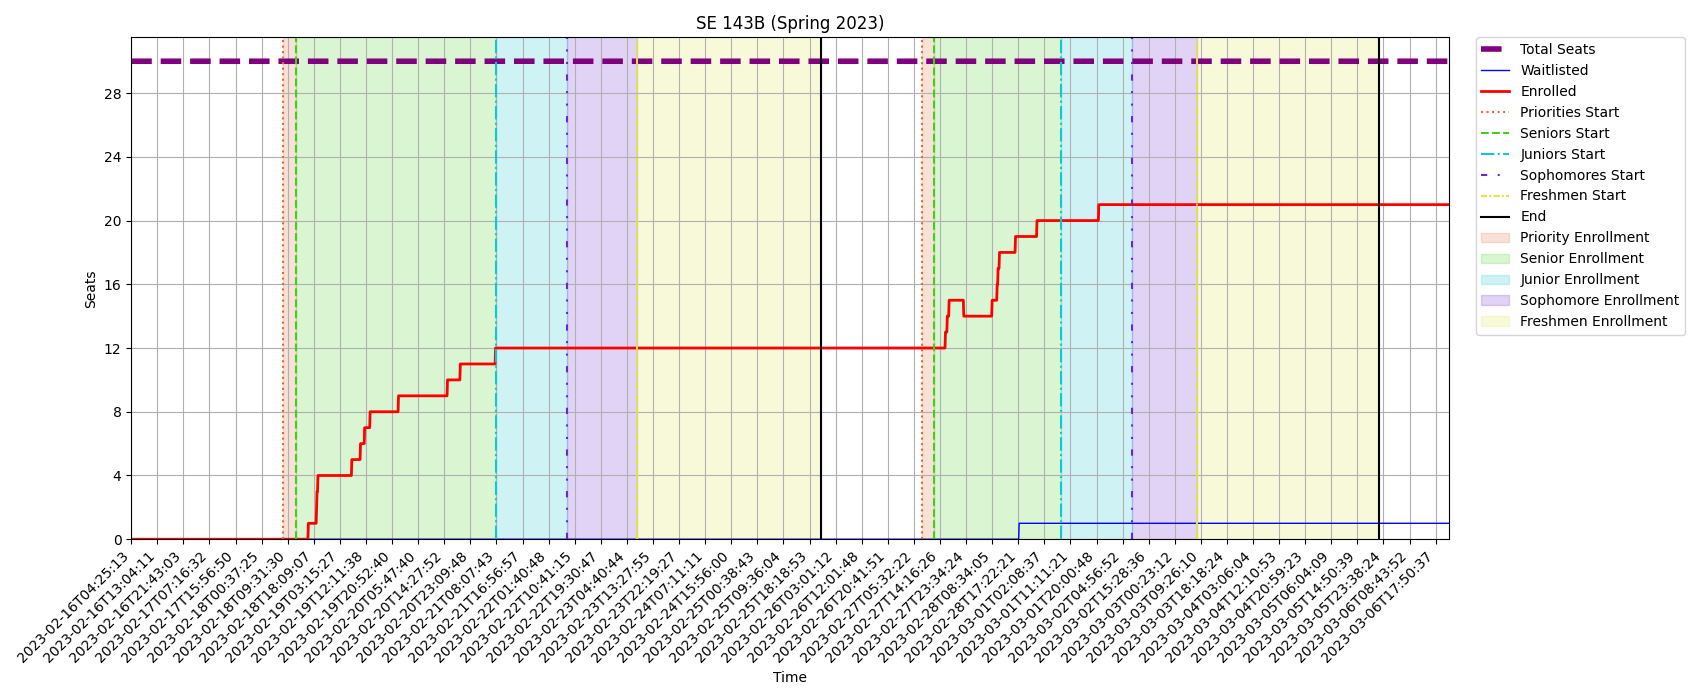 SE 143B (Spring 2023)
Total Seats
Waitlisted
Enrolled
Priorities Start
Seniors Start
Juniors Start
Sophomores Start
Freshmen Start
End
Priority Enrollment
Senior Enrollment
Junior Enrollment
Sophomore Enrollment
Freshmen Enrollment
Seats
28
24
20
16
12
8
4
0
2023-02-16T04:25:13
2023-02-16T13:04:11
2023-02-16T21:43:03
2023-02-17T07:16:32
2023-02-17T15:56:50
2023-02-18T00:37:25
2023-02-18T09:31:30
2023-02-18T18:09:07
2023-02-19T03:15:27
2023-02-19T12:11:38
2023-02-19T20:52:40
2023-02-20T05:47:40
2023-02-20T14:27:52
2023-02-20T23:09:48
2023-02-21T08:07:43
2023-02-21T16:56:57
2023-02-22T01:40:48
2023-02-22T10:41:15
2023-02-22T19:30:47
2023-02-23T04:40:44
2023-02-23T13:27:55
2023-02-23T22:19:27
2023-02-24T07:11:11
2023-02-24T15:56:00
2023-02-25T00:38:43
2023-02-25T09:36:04
2023-02-25T18:18:53
2023-02-26T03:01:12
2023-02-26T12:01:48
2023-02-26T20:41:51
2023-02-27T05:32:22
2023-02-27T14:16:26
2023-02-27T23:34:24
2023-02-28T08:34:05
2023-02-28T17:22:21
2023-03-01T02:08:37
2023-03-01T11:11:21
2023-03-01T20:00:48
2023-03-02T04:56:52
2023-03-02T15:28:36
2023-03-03T00:23:12
2023-03-03T09:26:10
2023-03-03T18:18:24
2023-03-04T03:06:04
2023-03-04T12:10:53
2023-03-04T20:59:23
2023-03-05T06:04:09
2023-03-05T14:50:39
2023-03-05T23:38:24
2023-03-06T08:43:52
2023-03-06T17:50:37
Time